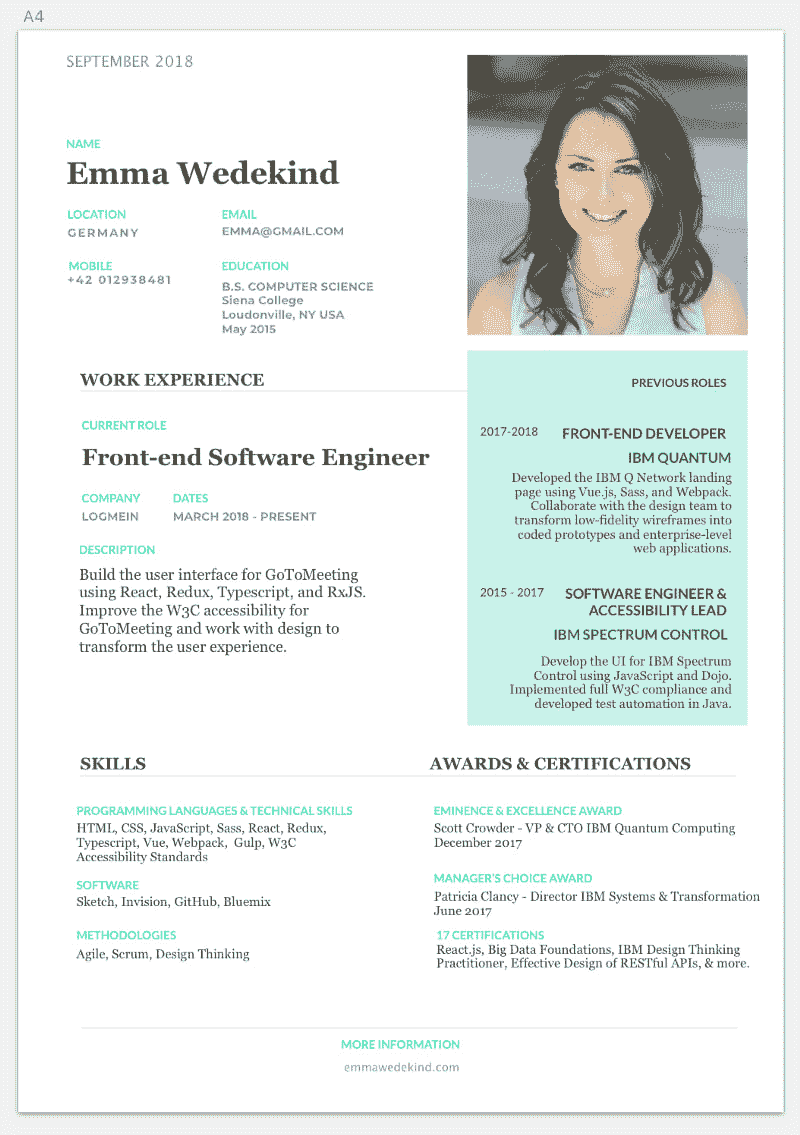 A4
SEPTEMBER 2018
NAME
Emma Wedekind
LOCATION
GERMANY
EMAIL
EMMA@GMAIL.COM
MOBILE
+42 012938481
EDUCATION
B.S. COMPUTER SCIENCE
Siena College
Loudonville, NY USA
May 2015
WORK EXPERIENCE
CURRENT ROLE
Front-end Software Engineer
COMPANY
LOGMEIN
DATES
MARCH 2018 - PRESENT
DESCRIPTION
Build the user interface for GoToMeeting
using React, Redux, Typescript, and RxJS.
Improve the W3C accessibility for
GoToMeeting and work with design to
transform the user experience.
PREVIOUS ROLES
2017-2018 FRONT-END DEVELOPER
IBM QUANTUM
Developed the IBM Q Network landing
page using Vue.js, Sass, and Webpack.
Collaborate with the design team to
transform low-fidelity wireframes into
coded prototypes and enterprise-level
web applications.
2015 - 2017 SOFTWARE ENGINEER &
ACCESSIBILITY LEAD
IBM SPECTRUM CONTROL
Develop the UI for IBM Spectrum
Control using JavaScript and Dojo.
Implemented full W3C compliance and
developed test automation in Java.
SKILLS
PROGRAMMING LANGUAGES & TECHNICAL SKILLS
HTML, CSS, JavaScript, Sass, React, Redux,
Typescript, Vue, Webpack, Gulp, W3C
Accessibility Standards
SOFTWARE
Sketch, Invision, GitHub, Bluemix
METHODOLOGIES
Agile, Scrum, Design Thinking
AWARDS & CERTIFICATIONS
EMINENCE & EXCELLENCE AWARD
Scott Crowder - VP & CTO IBM Quantum Computing
December 2017
MANAGER'S CHOICE AWARD
Patricia Clancy - Director IBM Systems & Transformation
June 2017
17 CERTIFICATIONS
React.js, Big Data Foundations, IBM Design Thinking
Practitioner, Effective Design of RESTful APIs, & more.
MORE INFORMATION
emmawedekind.com